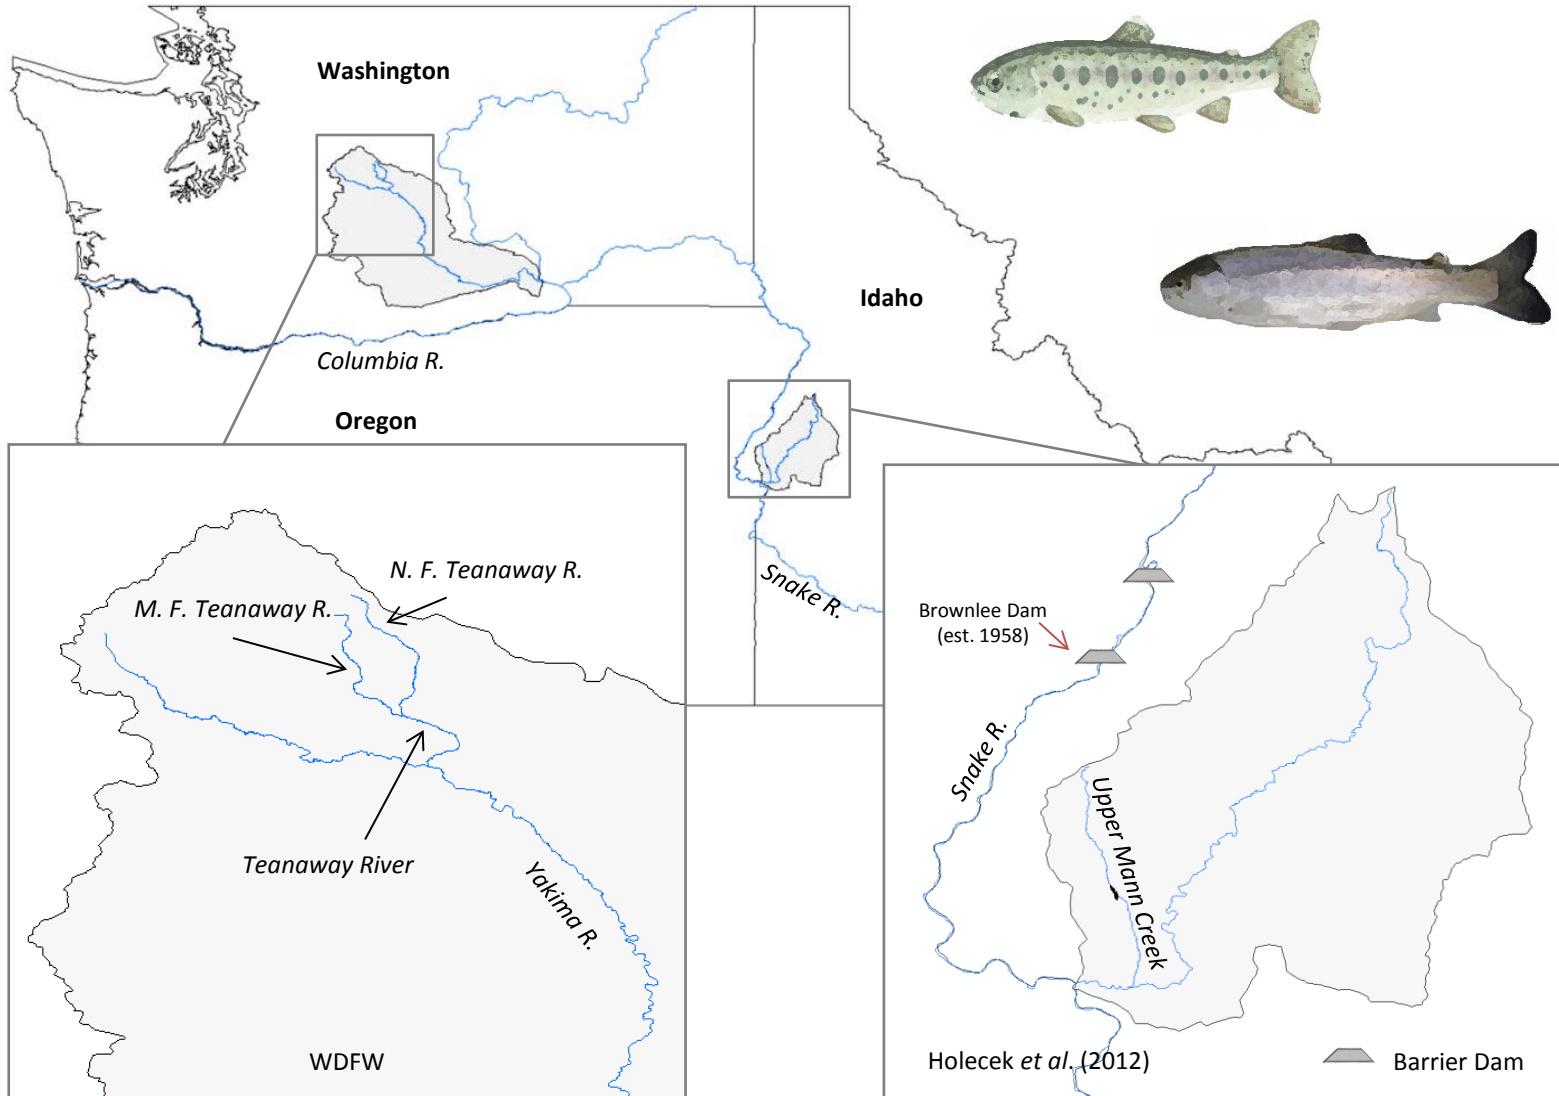 Washington
Idaho
Columbia R.
Oregon
Snake R.
N. F. Teanaway R.
M. F. Teanaway R.
Teanaway River
Yakima R.
WDFW
Brownlee Dam
(est. 1958)
Snake R.
Upper Mann Creek
Holecek et al. (2012)
Barrier Dam